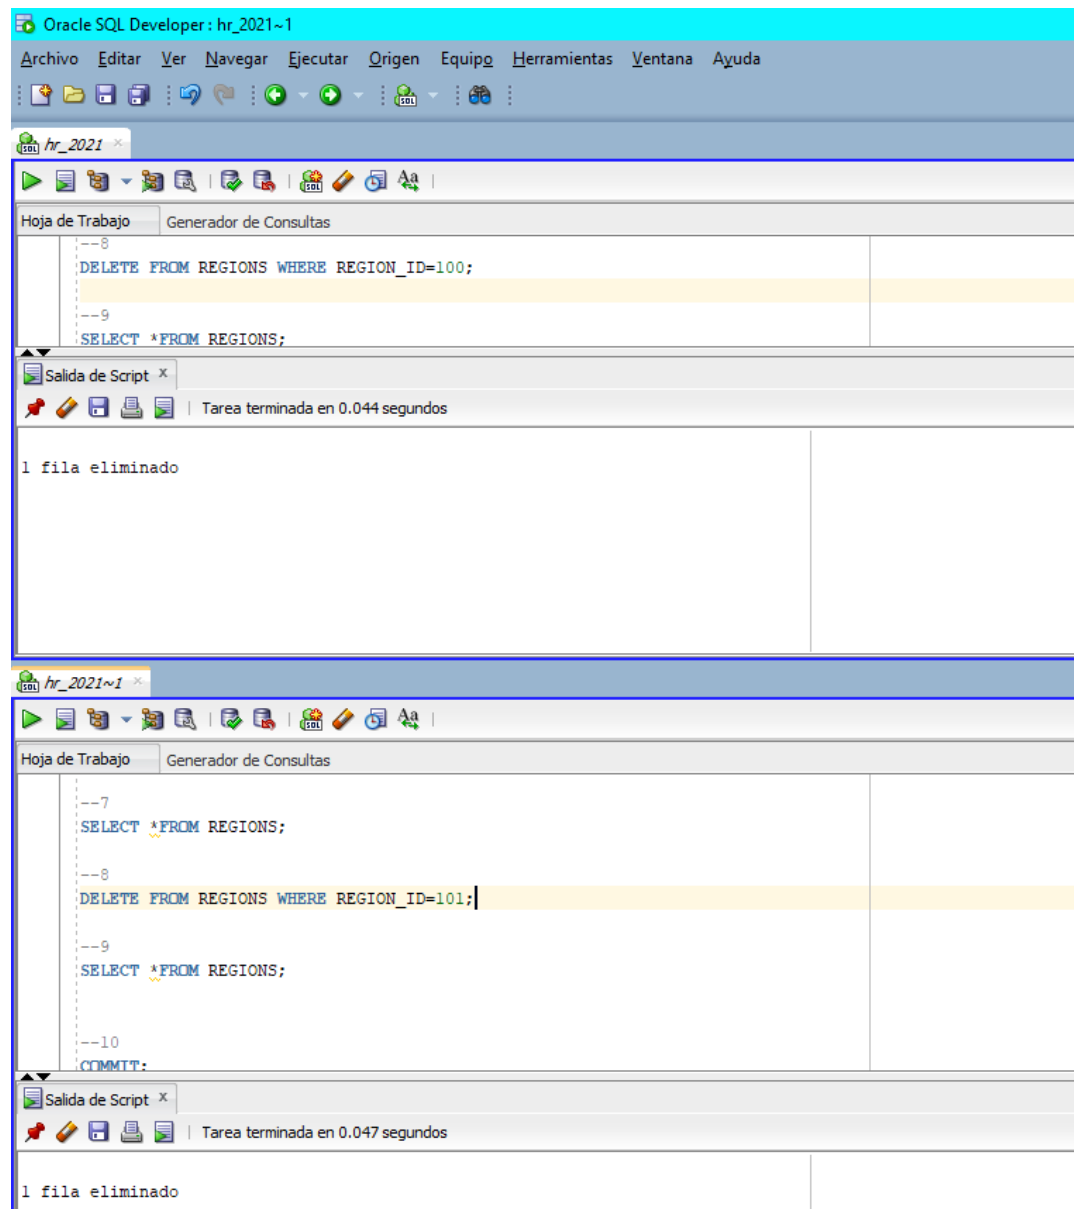 Oracle SQL Developer : hr_2021~1
Archivo Editar Ver Navegar Ejecutar Origen Equipo Herramientas Ventana Ayuda
hr_2021
Hoja de Trabajo Generador de Consultas
--8
DELETE FROM REGIONS WHERE REGION_ID=100;
--9
SELECT *FROM REGIONS;
Salida de Script
Tarea terminada en 0.044 segundos
1 fila eliminado
hr_2021~1
Hoja de Trabajo Generador de Consultas
--7
SELECT *FROM REGIONS;
--8
DELETE FROM REGIONS WHERE REGION_ID=101;
--9
SELECT *FROM REGIONS;
--10
COMMIT;
Salida de Script
Tarea terminada en 0.047 segundos
1 fila eliminado